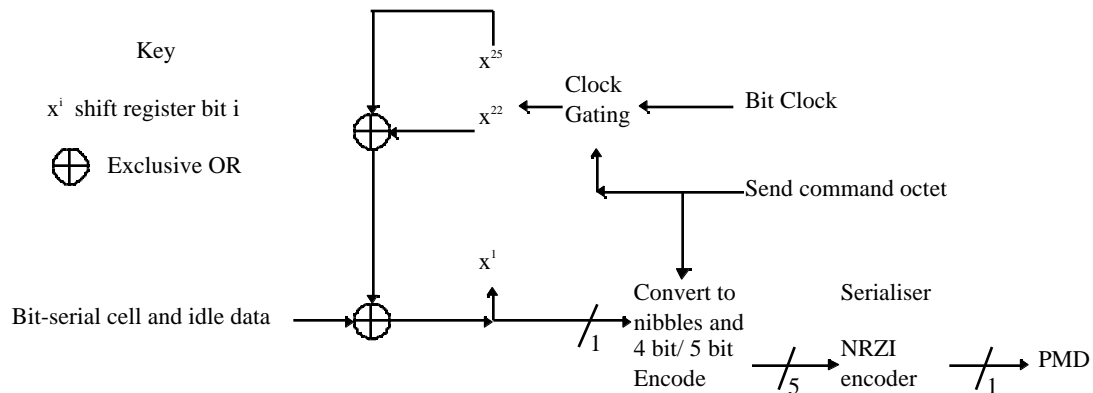 Key
x^i shift register bit i
Exclusive OR
x^25
x^22
Clock
Gating
Bit Clock
Send command octet
x^1
Bit-serial cell and idle data
1
Convert to
nibbles and
4 bit/ 5 bit
Encode
5
Serialiser
NRZI
encoder
1
PMD